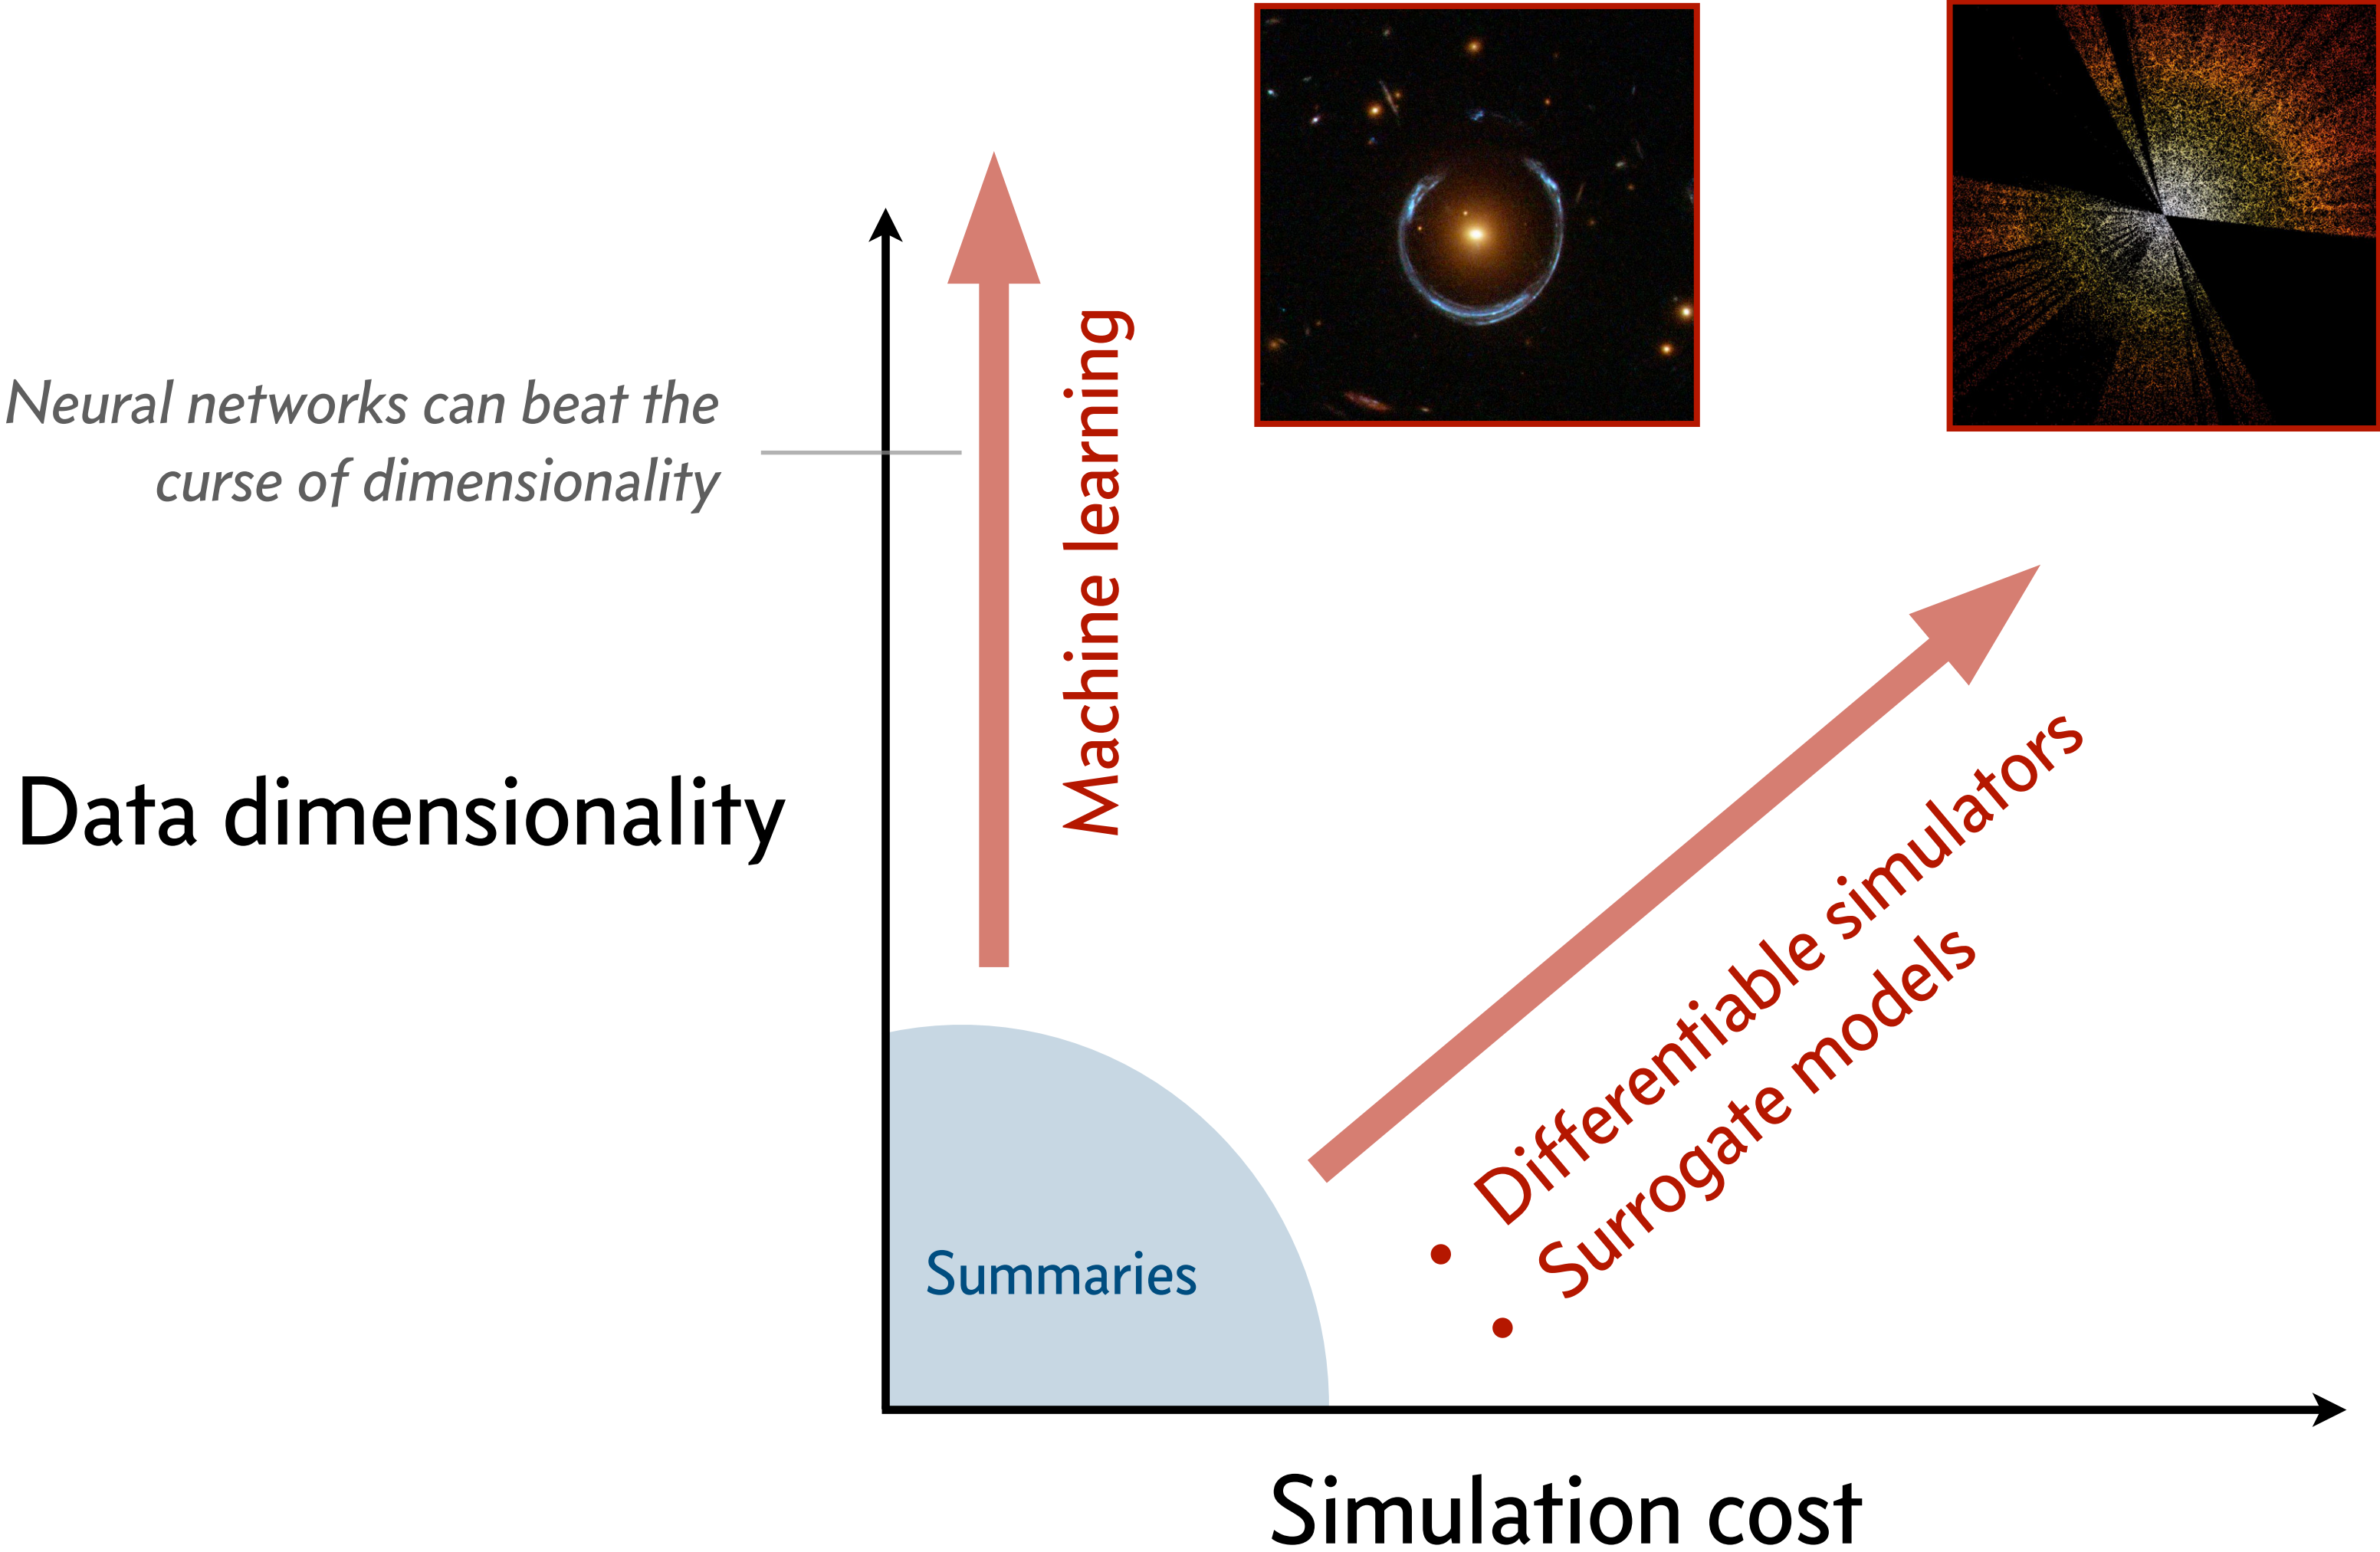 Neural networks can beat the
curse of dimensionality
Machine learning
Data dimensionality
• Differentiable simulators
• Surrogate models
Summaries
Simulation cost